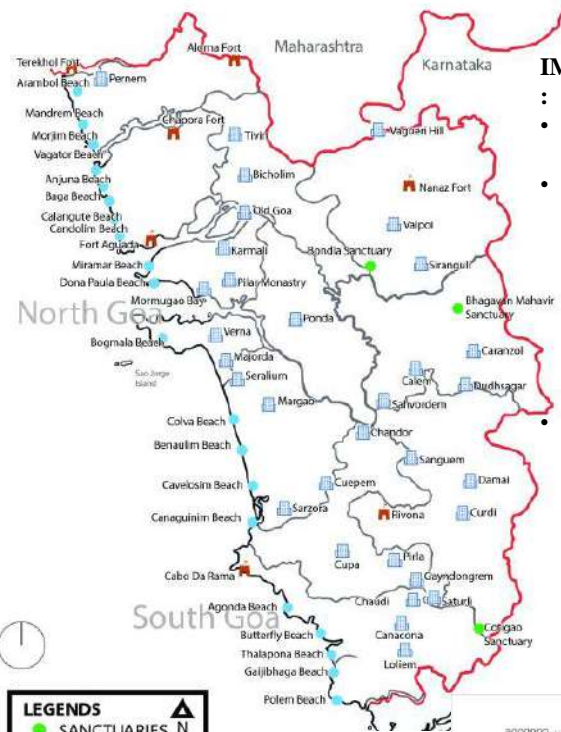 Maharashtra
Karnataka
Alorna Fort
Terekhol Fort
Arambol Beach
Pernem
IM
:
•
Mandrem Beach
Chapora Fort
Morjim Beach
Tivir
Vagueri Hill
Vagator Beach
Anjuna Beach
Bicholim
•
Nanaz Fort
Baga Beach
Calangute Beach
Old Goa
Candolim Beach
Valpoi
Fort Aguada
Karmali
Bondla Sanctuary
Miramar Beach
Siranguli
Dona Paula Beach
Pilar Monastry
Mormugao Bay
Bhagavan Mahavir
Sanctuary
North Goa
Ponda
Verna
Bogmala Beach
Majorda
Caranzol
Sao Jorge
Island
Seralium
Calem
Dudhsagar
Margao
Sahvordem
Colva Beach
•
Chandor
Benaulim Beach
Sanguem
Cavelosim Beach
Cuepem
Damai
Canaguinim Beach
Sarzora
Rivona
Curdi
Cupa
Pirla
Cabo Da Rama
Gayndongrem
Agonda Beach
Chaudi
Saturli
South Goa
Butterfly Beach
Canacona
Cotigao
Sanctuary
Thalapona Beach
Loliem
Galjibhaga Beach
Polem Beach
LEGENDS
SANCTUARIES
N